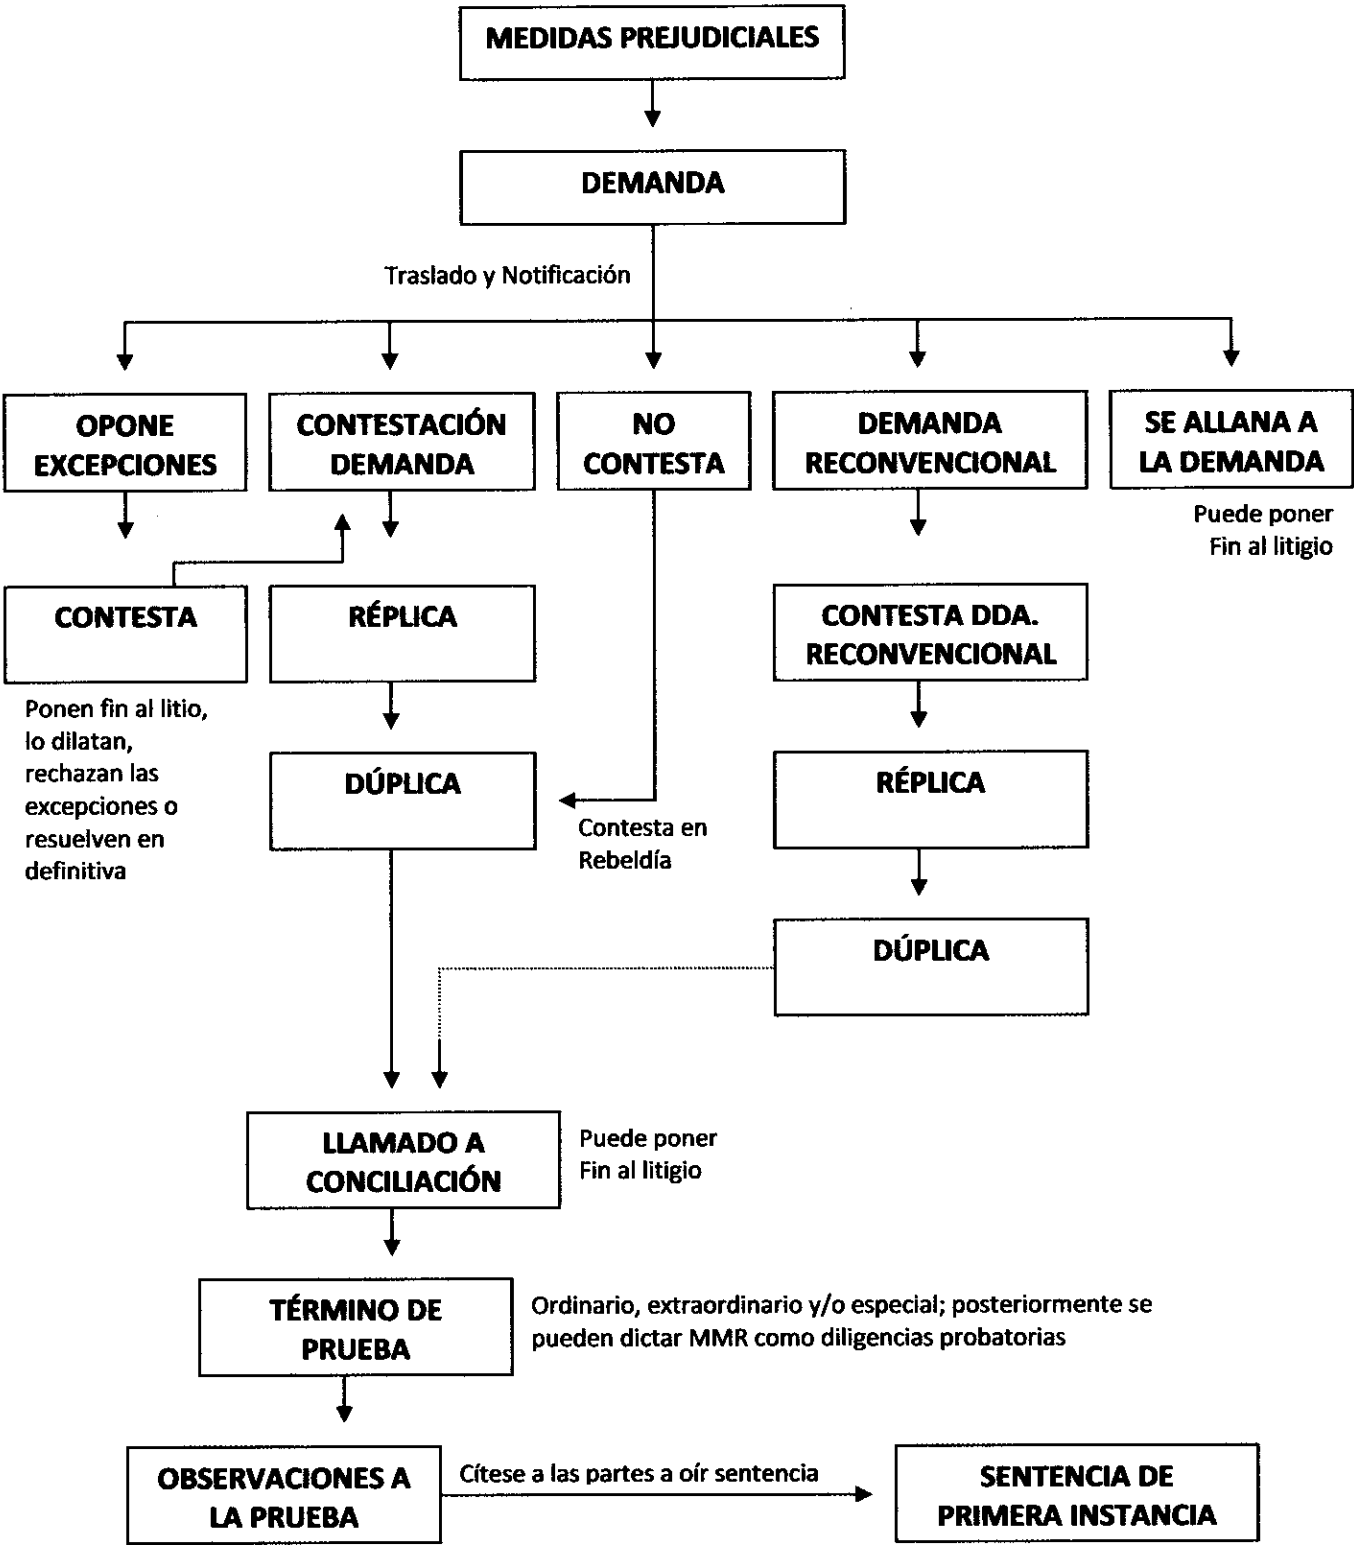 MEDIDAS PREJUDICIALES
DEMANDA
Traslado y Notificación
OPONE
EXCEPCIONES
CONTESTACIÓN
DEMANDA
NO
CONTESTA
DEMANDA
RECONVENCIONAL
SE ALLANA A
LA DEMANDA
Puede poner
Fin al litigio
CONTESTA
RÉPLICA
CONTESTA DDA.
RECONVENCIONAL
Ponen fin al litio,
lo dilatan,
rechazan las
excepciones o
resuelven en
definitiva
DÚPLICA
Contesta en
Rebeldía
RÉPLICA
DÚPLICA
LLAMADO A
CONCILIACIÓN
Puede poner
Fin al litigio
TÉRMINO DE
PRUEBA
Ordinario, extraordinario y/o especial; posteriormente se
pueden dictar MMR como diligencias probatorias
OBSERVACIONES A
LA PRUEBA
Cítese a las partes a oír sentencia
SENTENCIA DE
PRIMERA INSTANCIA